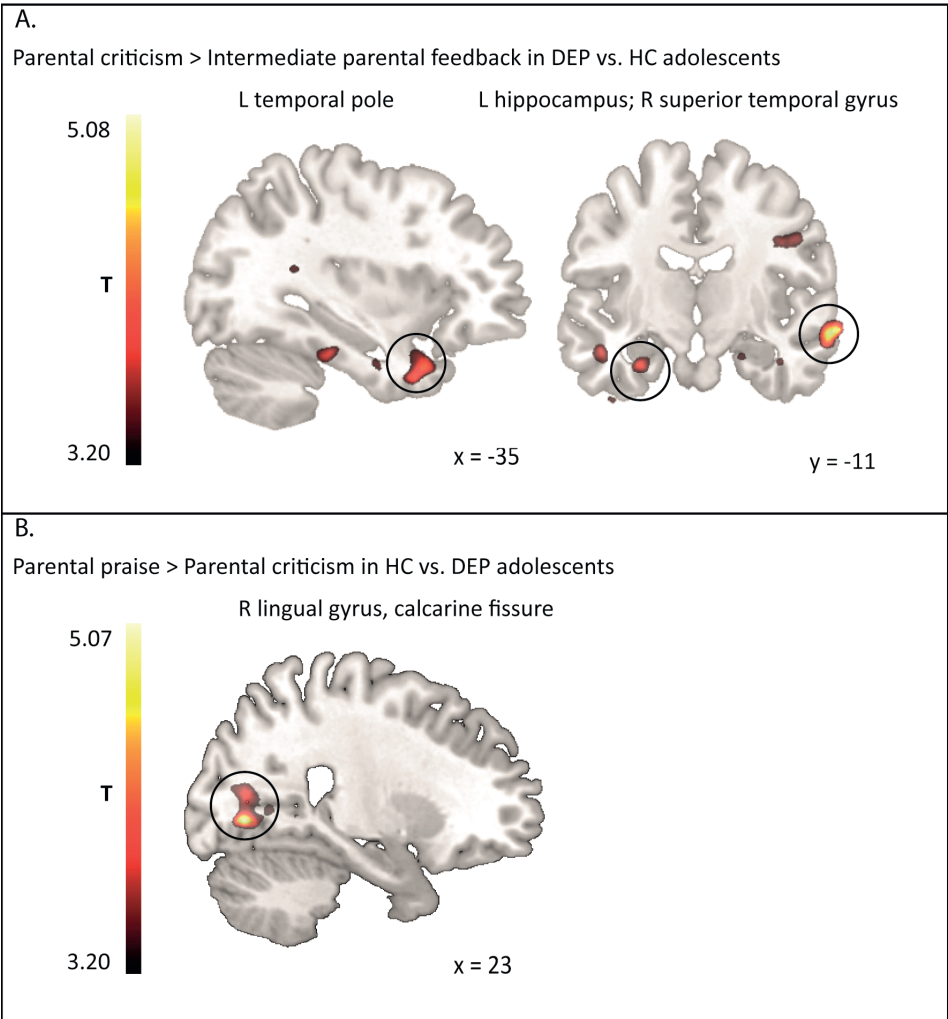 A.
Parental criticism > Intermediate parental feedback in DEP vs. HC adolescents
L temporal pole
L hippocampus; R superior temporal gyrus
5.08
T
3.20
x = -35
y = -11
B.
Parental praise > Parental criticism in HC vs. DEP adolescents
R lingual gyrus, calcarine fissure
5.07
T
3.20
x = 23